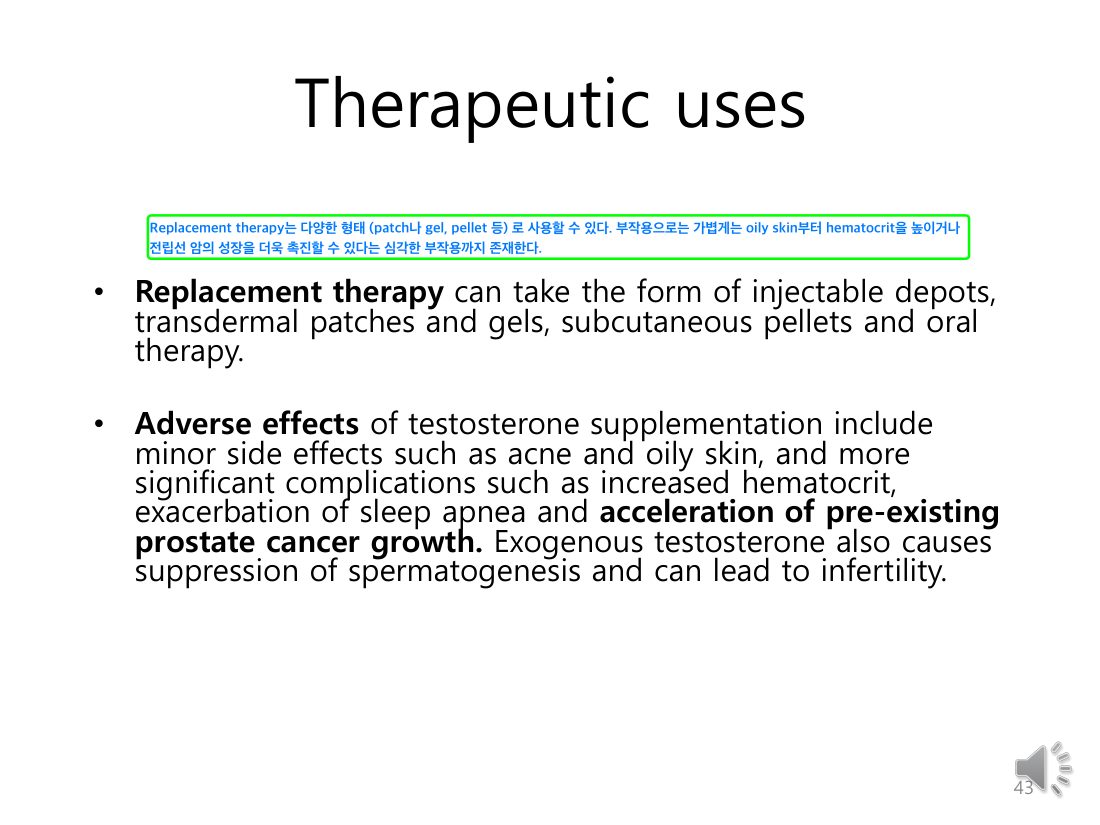 Therapeutic uses
Replacement therapy는 다양한 형태 (patch나 gel, pellet 등) 로 사용할 수 있다. 부작용으로는 가볍게는 oily skin부터 hematocrit을 높이거나
전립선 암의 성장을 더욱 촉진할 수 있다는 심각한 부작용까지 존재한다.
• Replacement therapy can take the form of injectable depots,
transdermal patches and gels, subcutaneous pellets and oral
therapy.
• Adverse effects of testosterone supplementation include
minor side effects such as acne and oily skin, and more
significant complications such as increased hematocrit,
exacerbation of sleep apnea and acceleration of pre-existing
prostate cancer growth. Exogenous testosterone also causes
suppression of spermatogenesis and can lead to infertility.
43